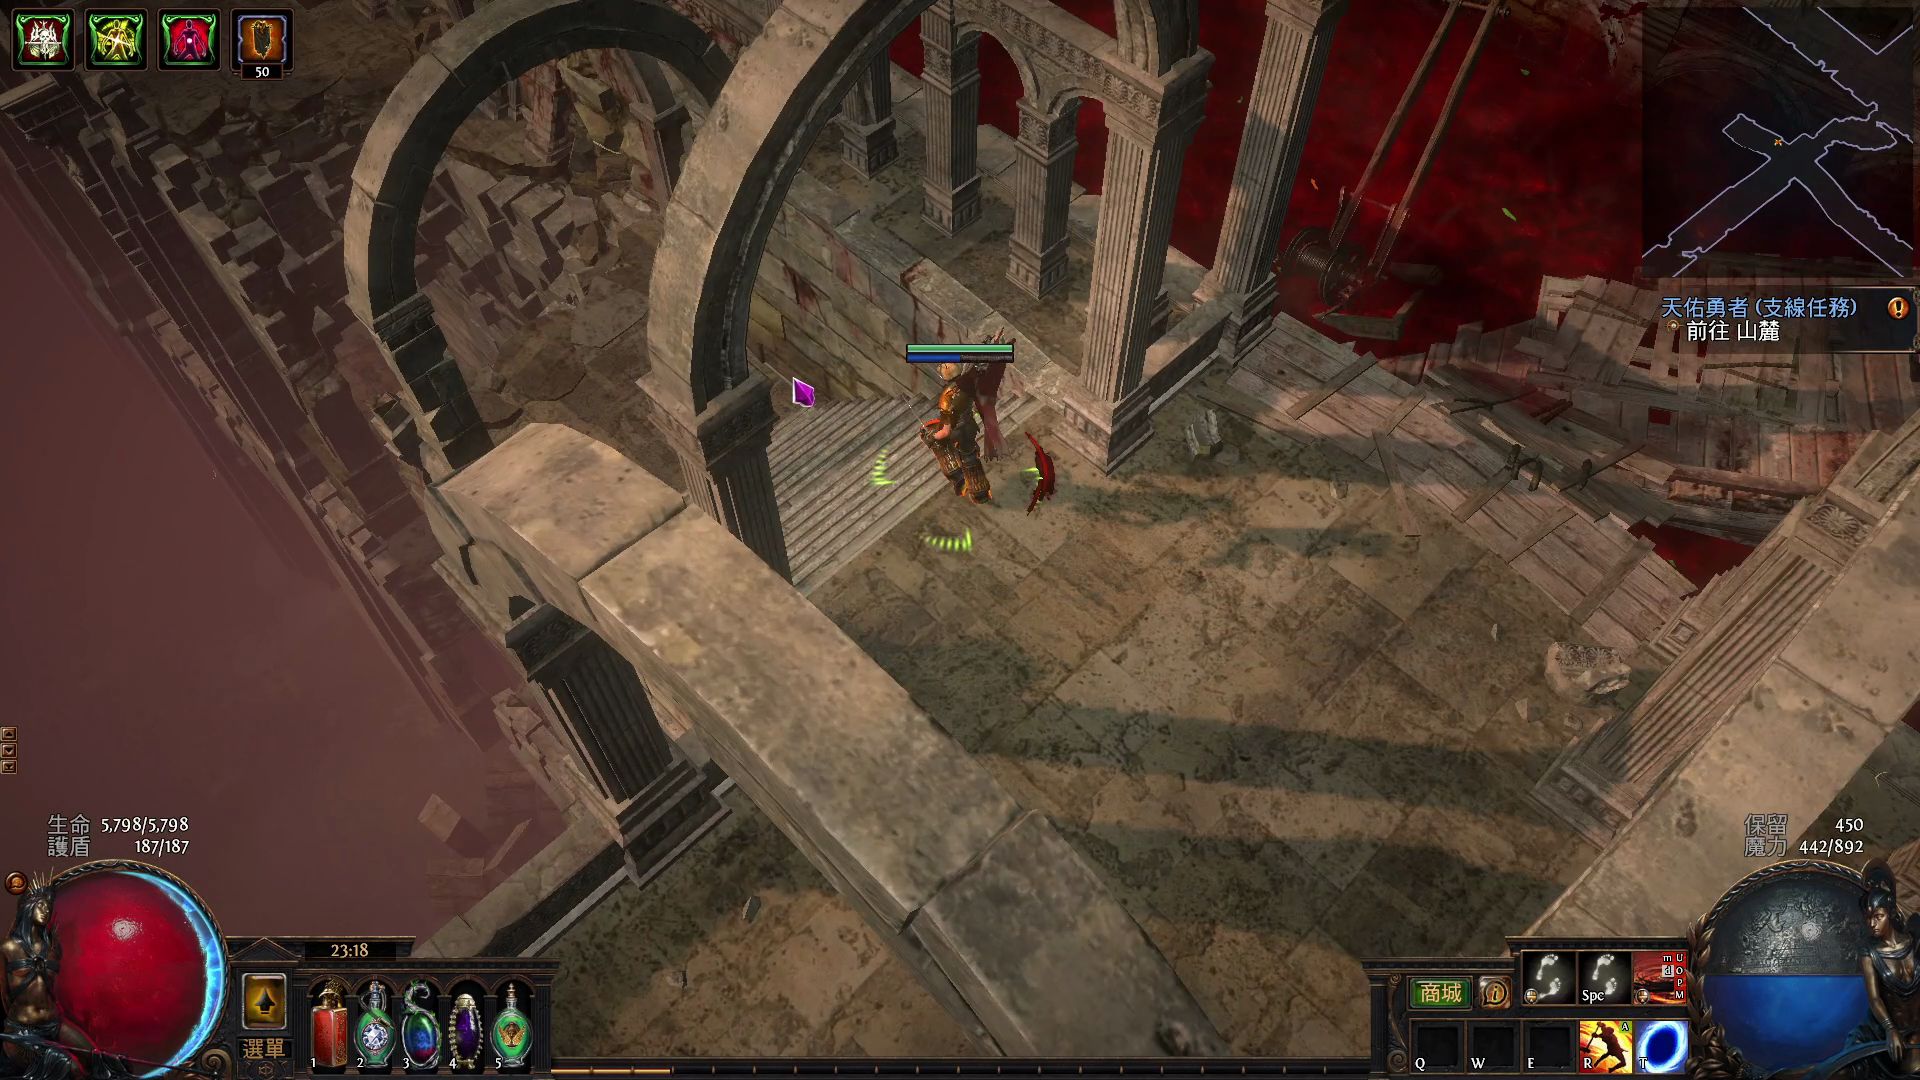 50
天佑勇者 (支線任務)
前往 山麓
生命 5,798/5,798
護盾 187/187
保留 450
魔力 442/892
23:18
選單
1 2 3 4 5
商城
Spc
m U
d O
P
M
Q W E R A T